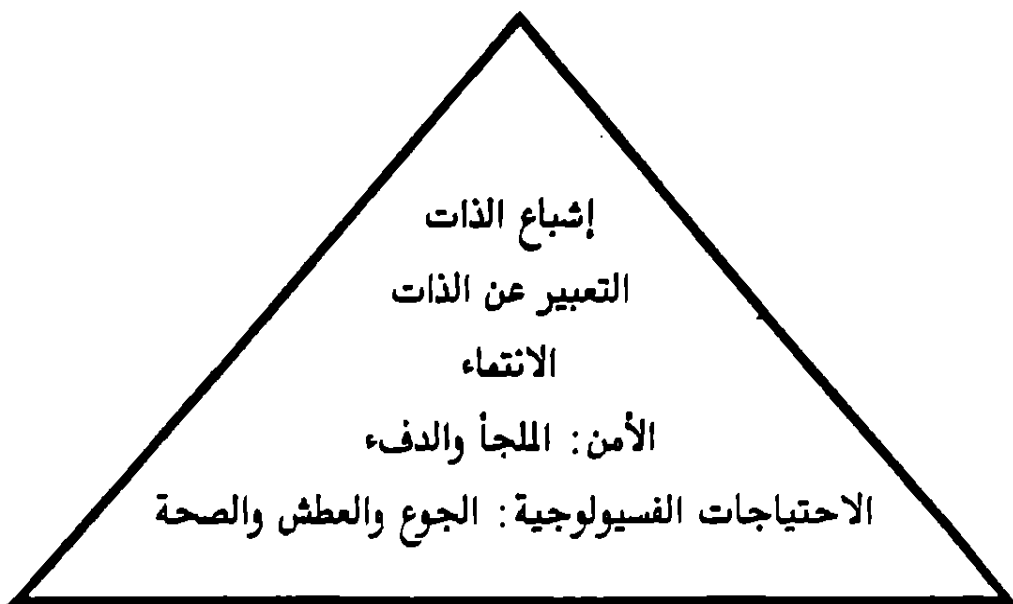 إشباع الذات
التعبير عن الذات
الانتماء
الأمن: الملجأ والدفء
الاحتياجات الفسيولوجية: الجوع والعطش والصحة